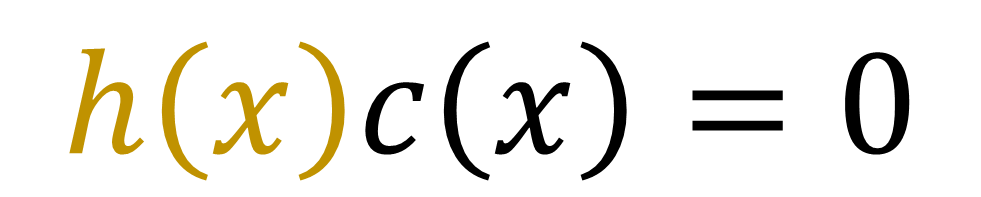 h(x)c(x) = 0